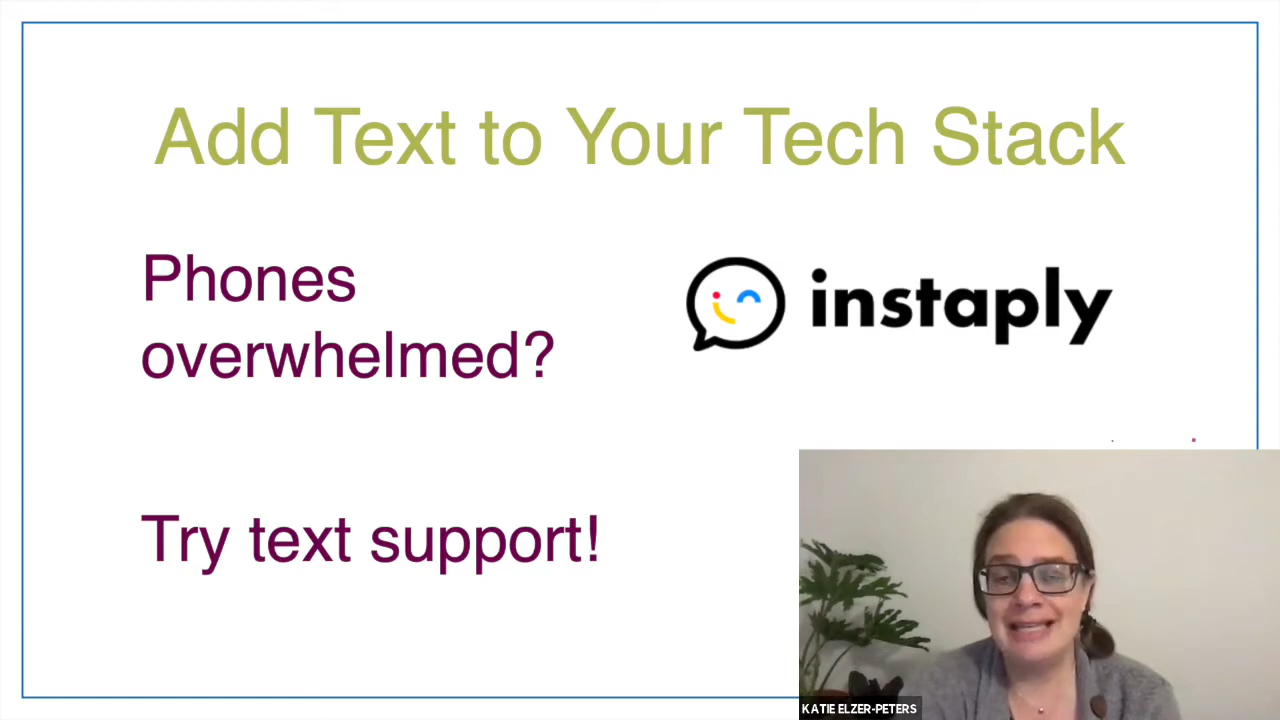 Add Text to Your Tech Stack
Phones
overwhelmed?
instaply
Try text support!
KATIE ELZER-PETERS